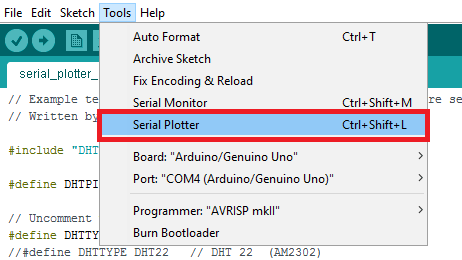 File Edit Sketch Tools Help
Auto Format Ctrl+T
Archive Sketch
serial_plotter_
Fix Encoding & Reload
// Example te
Serial Monitor Ctrl+Shift+M
re se
// Written by
Serial Plotter Ctrl+Shift+L
#include "DHT
Board: "Arduino/Genuino Uno"
Port: "COM4 (Arduino/Genuino Uno)"
#define DHTPI
Programmer: "AVRISP mkII"
// Uncomment
#define DHTTY
Burn Bootloader
//#define DHTTYPE DHT22 // DHT 22 (AM2302)